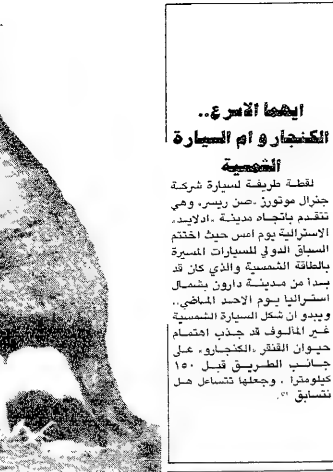 ايهما الاسرع..
الكنجارو ام السيارة
الشمسية
لقطة طريفة لسيارة شركة
جنرال موتورز «صن ريسر» وهي
تتقدم باتجاه مدينة «ادلايد»
الاسترالية يوم امس حيث اختتم
السباق الدولي للسيارات المسيرة
بالطاقة الشمسية والذي كان قد
بدأ من مدينة دارون بشمال
استراليا يوم الاحد الماضي..
ويبدو ان شكل السيارة الشمسية
غير المألوف قد جذب اهتمام
حيوان القنقر «الكنجارو» على
جانب الطريق قبل ١٥٠
كيلومترا ، وجعلها تتساءل هل
نتسابق ؟!.